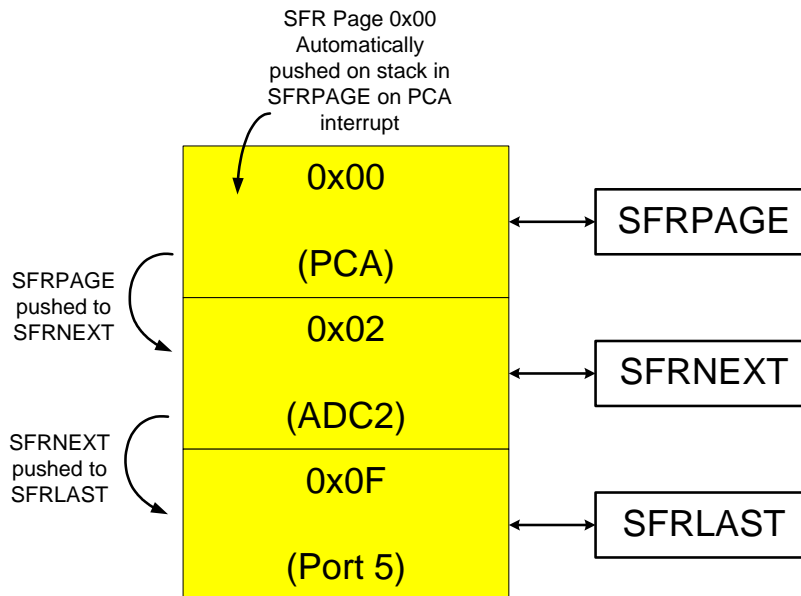 SFR Page 0x00
Automatically
pushed on stack in
SFRPAGE on PCA
interrupt
0x00
(PCA)
SFRPAGE
SFRPAGE
pushed to
SFRNEXT
0x02
(ADC2)
SFRNEXT
SFRNEXT
pushed to
SFRLAST
0x0F
(Port 5)
SFRLAST